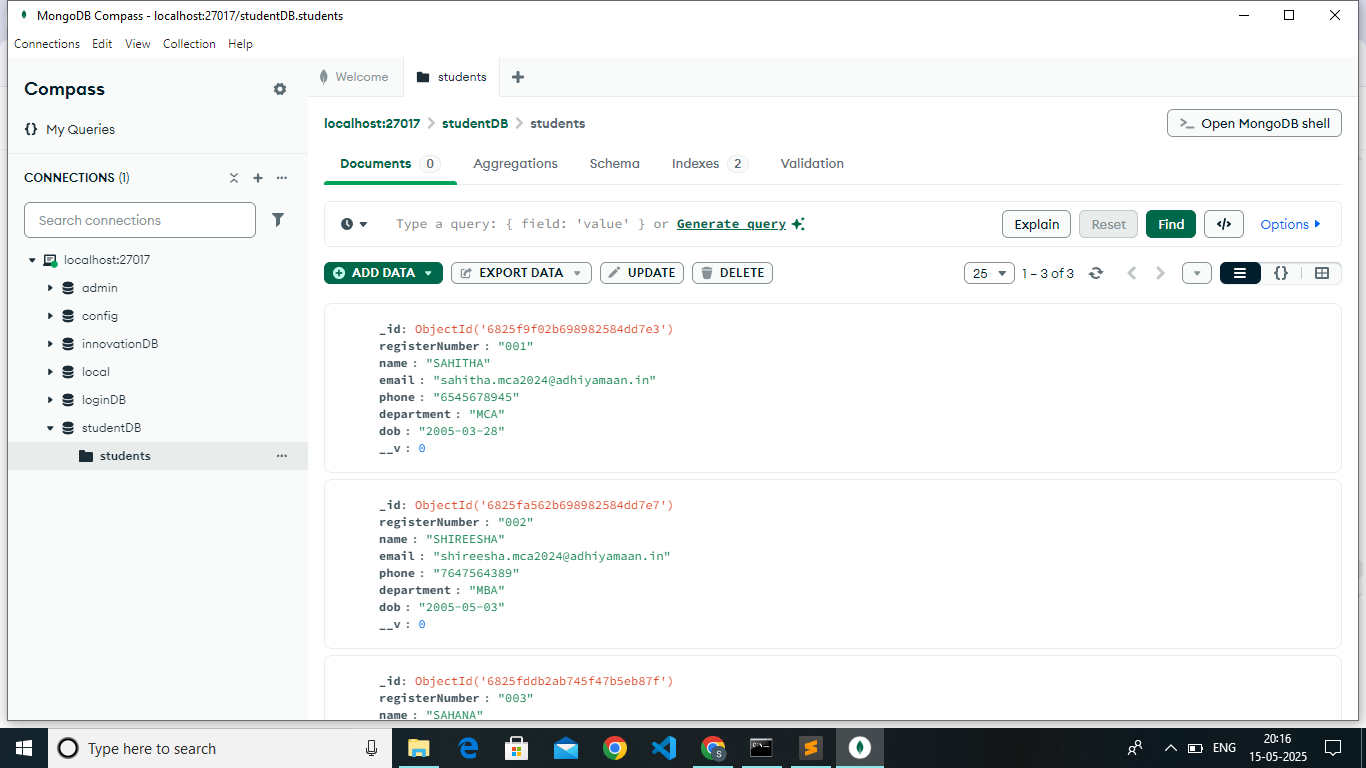 MongoDB Compass - localhost:27017/studentDB.students
Connections Edit View Collection Help
Compass
{} My Queries
CONNECTIONS (1)
Search connections
localhost:27017
admin
config
innovationDB
local
loginDB
studentDB
students
Welcome
students
localhost:27017 > studentDB > students
>_ Open MongoDB shell
Documents 0 Aggregations Schema Indexes 2 Validation
Type a query: { field: 'value' } or Generate query
Explain Reset Find </> Options
ADD DATA EXPORT DATA UPDATE DELETE
25 1 – 3 of 3 {}
_id: ObjectId('6825f9f02b698982584dd7e3')
registerNumber : "001"
name : "SAHITHA"
email : "sahitha.mca2024@adhiyamaan.in"
phone : "6545678945"
department : "MCA"
dob : "2005-03-28"
__v : 0
_id: ObjectId('6825fa562b698982584dd7e7')
registerNumber : "002"
name : "SHIREESHA"
email : "shireesha.mca2024@adhiyamaan.in"
phone : "7647564389"
department : "MBA"
dob : "2005-05-03"
__v : 0
_id: ObjectId('6825fddb2ab745f47b5eb87f')
registerNumber : "003"
name : "SAHANA"
Type here to search
S
ENG
20:16
15-05-2025